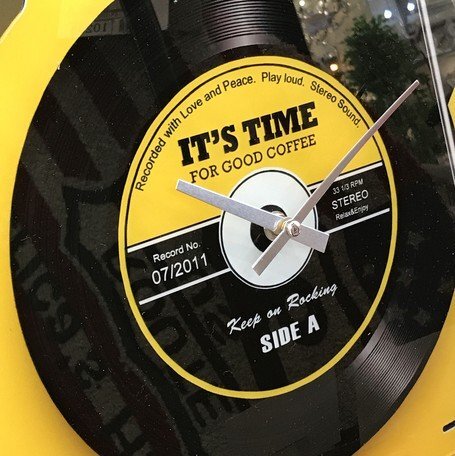 Recorded with Love and Peace. Play loud. Stereo Sound.
IT'S TIME
FOR GOOD COFFEE
33 1/3 RPM
STEREO
Relax&Enjoy
Record No.
07/2011
Keep on Rocking
SIDE A